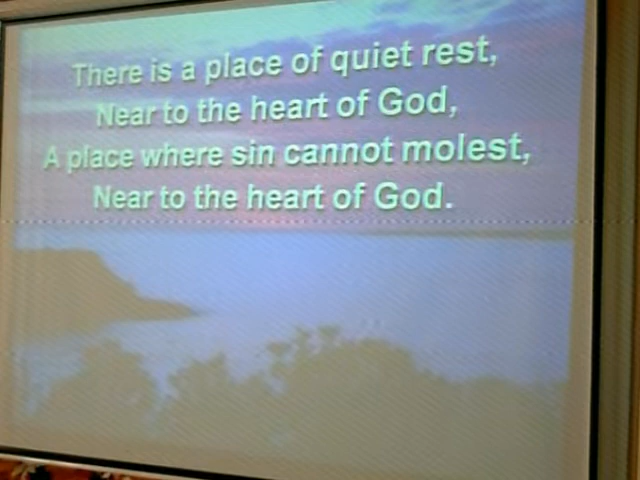 There is a place of quiet rest,
Near to the heart of God,
A place where sin cannot molest,
Near to the heart of God.